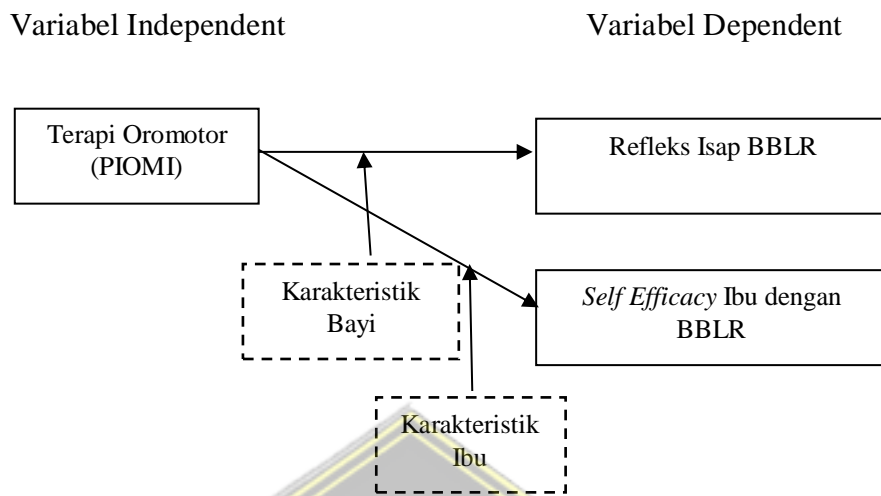 Variabel Independent
Variabel Dependent
Terapi Oromotor
(PIOMI)
Refleks Isap BBLR
Karakteristik
Bayi
Self Efficacy Ibu dengan
BBLR
Karakteristik
Ibu